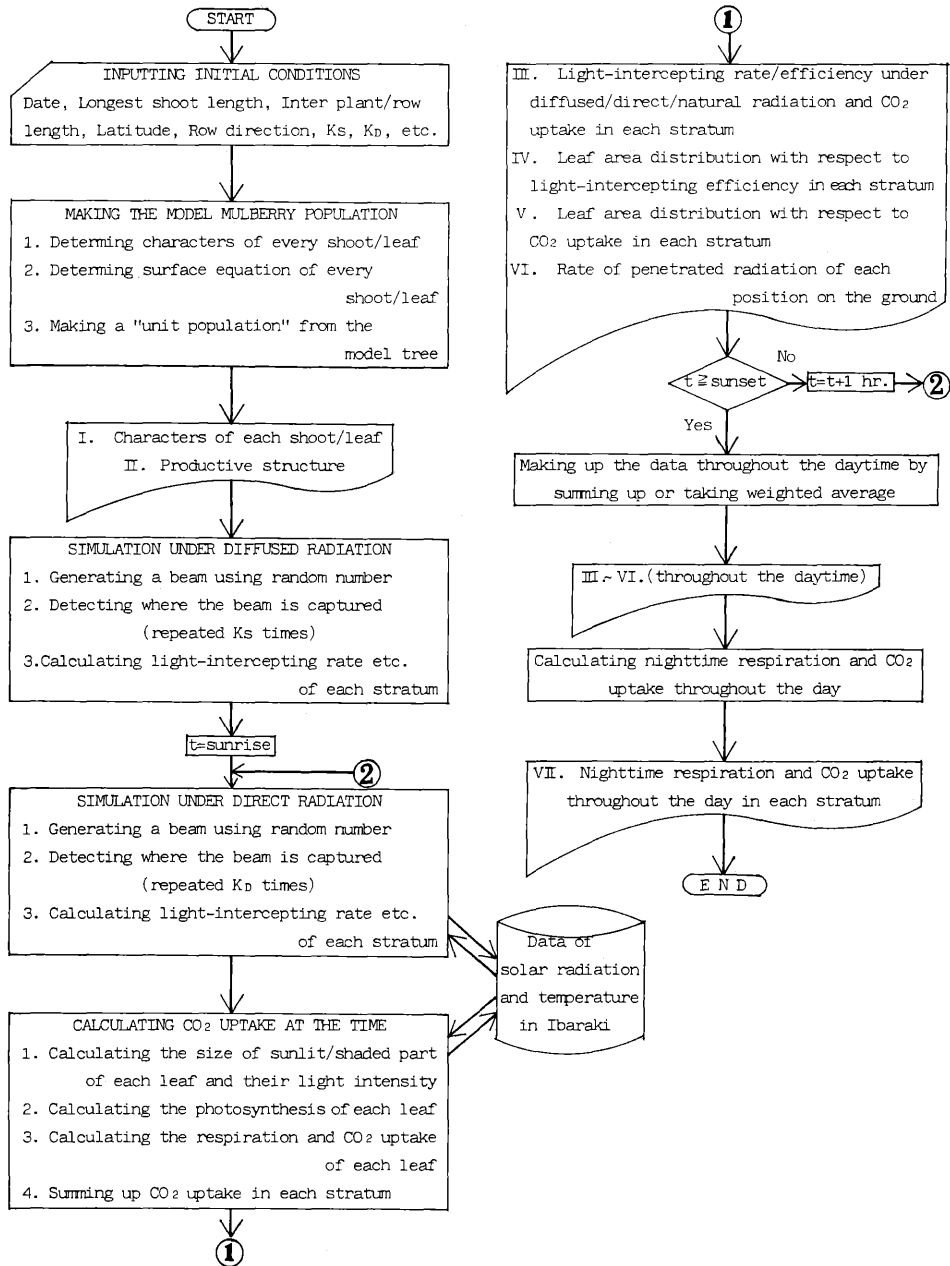 START
INPUTTING INITIAL CONDITIONS
Date, Longest shoot length, Inter plant/row
length, Latitude, Row direction, Ks, KD, etc.
MAKING THE MODEL MULBERRY POPULATION
1. Determing characters of every shoot/leaf
2. Determing surface equation of every
shoot/leaf
3. Making a "unit population" from the
model tree
I. Characters of each shoot/leaf
II. Productive structure
SIMULATION UNDER DIFFUSED RADIATION
1. Generating a beam using random number
2. Detecting where the beam is captured
(repeated Ks times)
3.Calculating light-intercepting rate etc.
of each stratum
t=sunrise
②
SIMULATION UNDER DIRECT RADIATION
1. Generating a beam using random number
2. Detecting where the beam is captured
(repeated KD times)
3. Calculating light-intercepting rate etc.
of each stratum
Data of
solar radiation
and temperature
in Ibaraki
CALCULATING CO2 UPTAKE AT THE TIME
1. Calculating the size of sunlit/shaded part
of each leaf and their light intensity
2. Calculating the photosynthesis of each leaf
3. Calculating the respiration and CO2 uptake
of each leaf
4. Summing up CO2 uptake in each stratum
①
①
III. Light-intercepting rate/efficiency under
diffused/direct/natural radiation and CO2
uptake in each stratum
IV. Leaf area distribution with respect to
light-intercepting efficiency in each stratum
V. Leaf area distribution with respect to
CO2 uptake in each stratum
VI. Rate of penetrated radiation of each
position on the ground
t≧sunset
No
t=t+1 hr.
②
Yes
Making up the data throughout the daytime by
summing up or taking weighted average
III.~VI.(throughout the daytime)
Calculating nighttime respiration and CO2
uptake throughout the day
VII. Nighttime respiration and CO2 uptake
throughout the day in each stratum
E N D